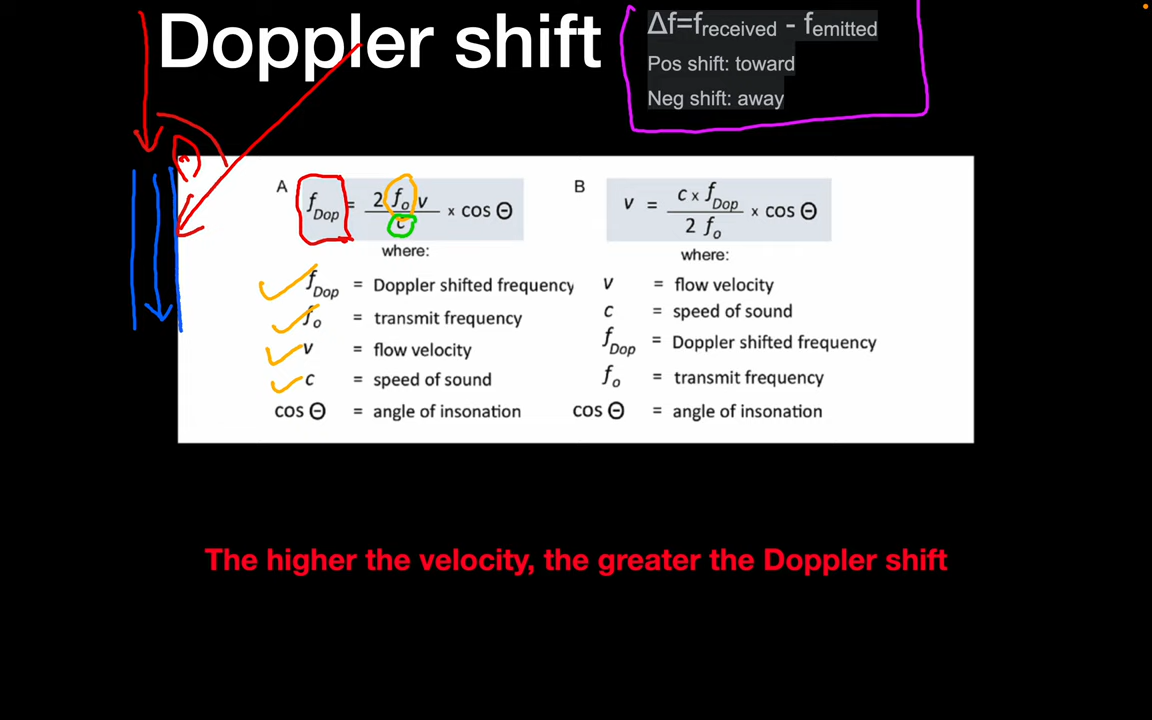 Doppler shift
Δf=freceived - femitted
Pos shift: toward
Neg shift: away
A fDop = 2 fo v / c x cos Θ
where:
fDop = Doppler shifted frequency
fo = transmit frequency
v = flow velocity
c = speed of sound
cos Θ = angle of insonation
B v = c x fDop / 2 fo x cos Θ
where:
v = flow velocity
c = speed of sound
fDop = Doppler shifted frequency
fo = transmit frequency
cos Θ = angle of insonation
The higher the velocity, the greater the Doppler shift